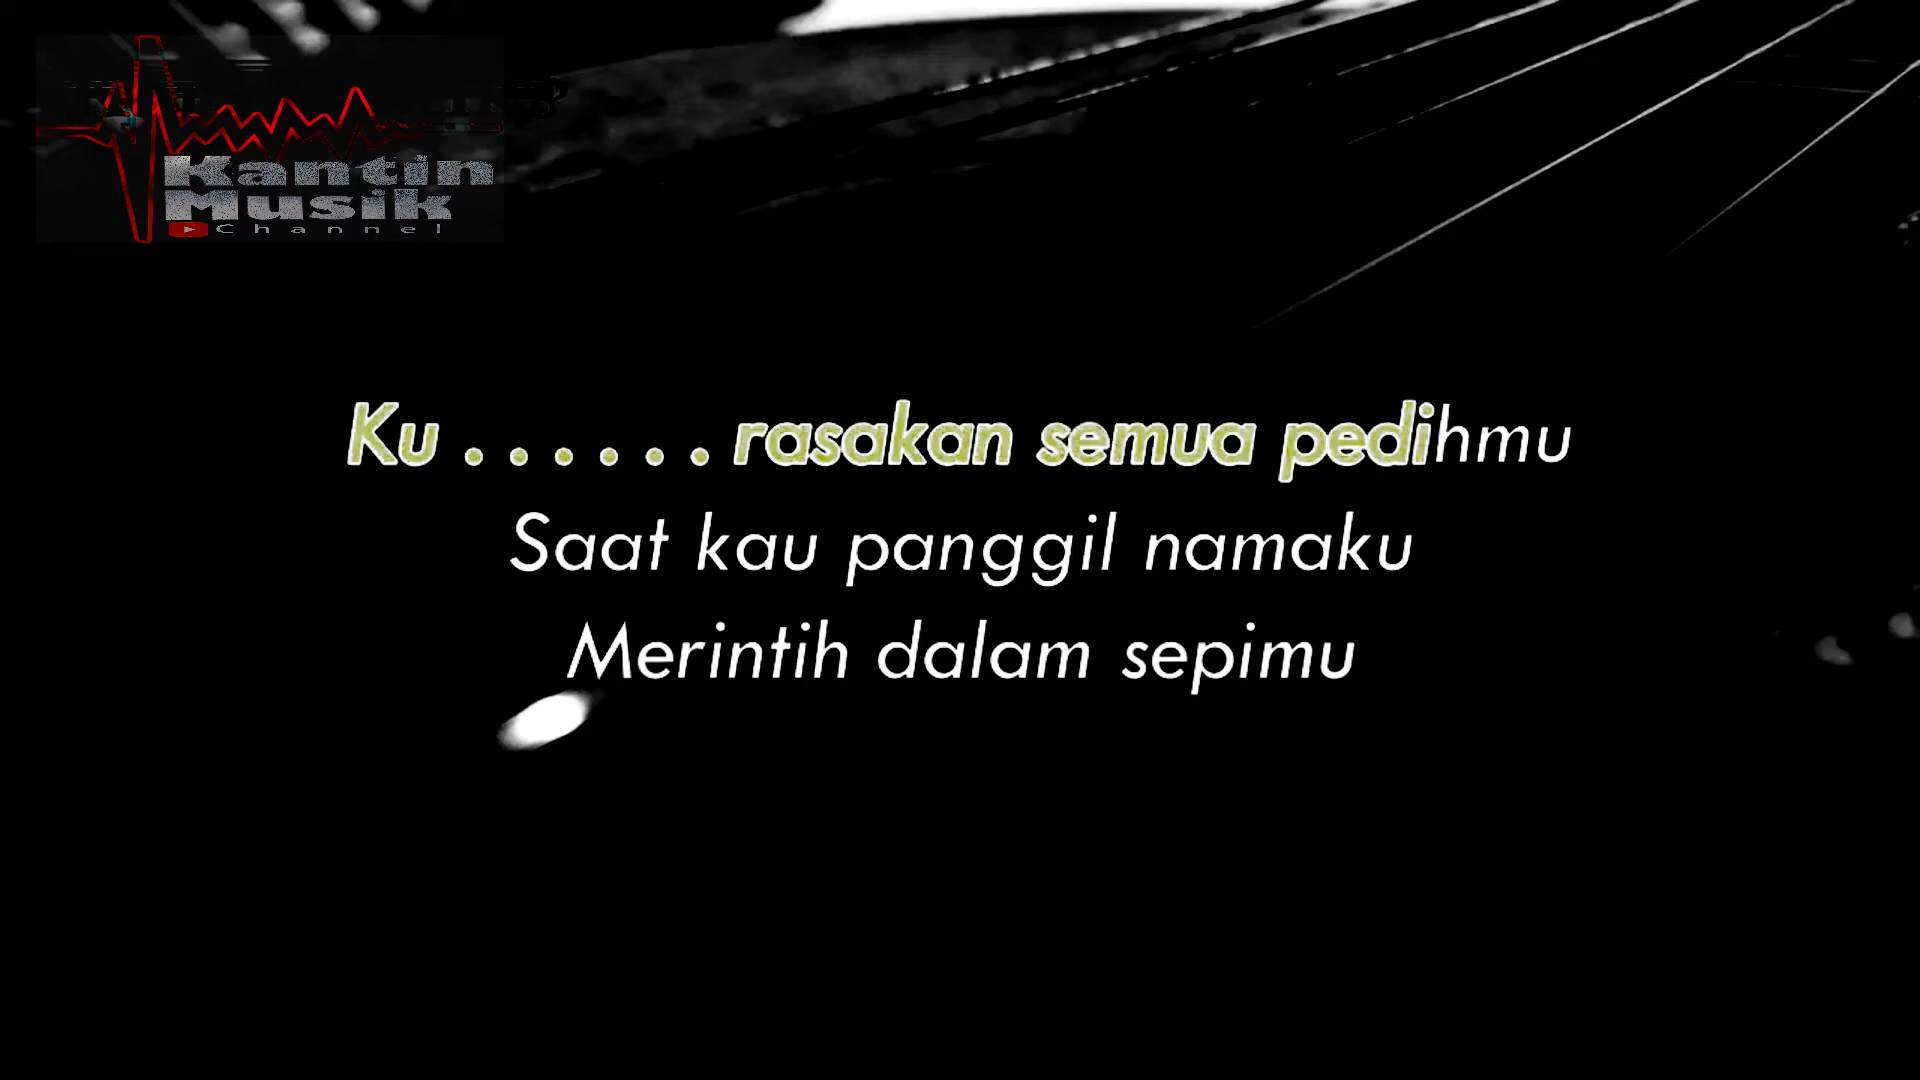 Kantin
Musik
Channel
Ku . . . . . . rasakan semua pedihmu
Saat kau panggil namaku
Merintih dalam sepimu